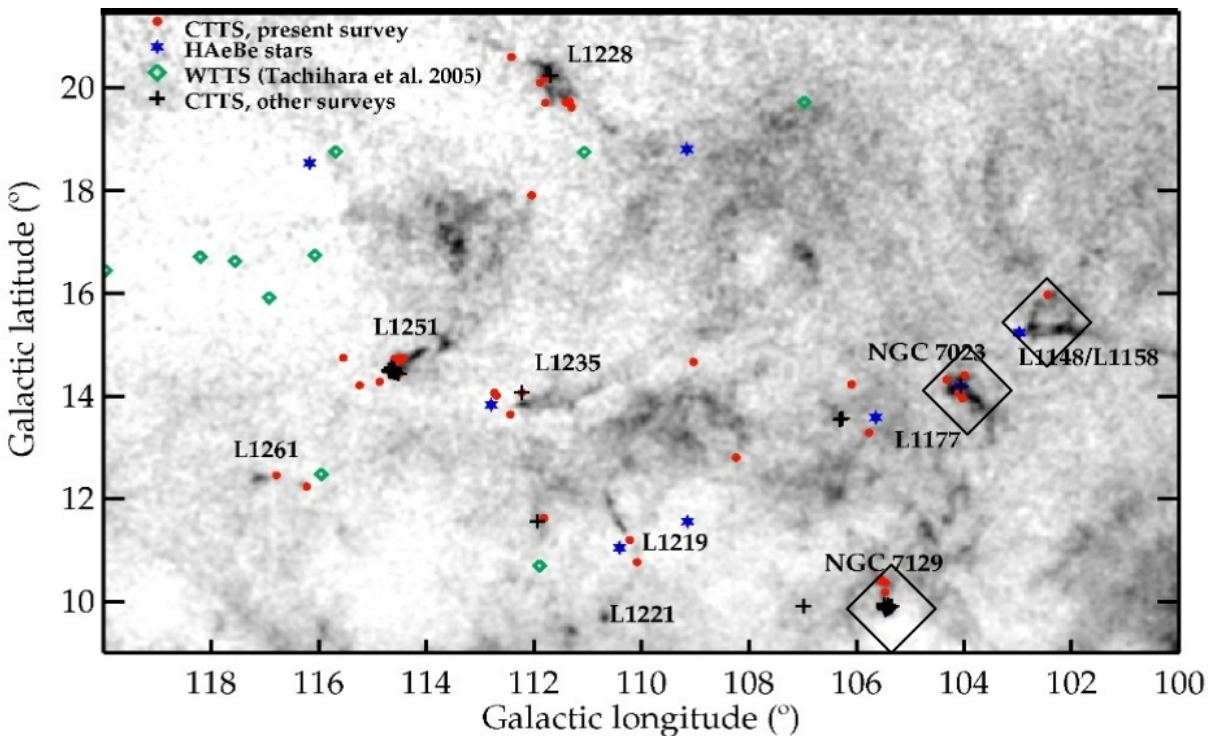 CTTS, present survey
HAeBe stars
WTTS (Tachihara et al. 2005)
CTTS, other surveys
L1228
20
18
16
14
12
10
Galactic latitude (°)
L1251
L1235
NGC 7023
L1148/L1158
L1177
L1261
L1219
NGC 7129
L1221
118 116 114 112 110 108 106 104 102 100
Galactic longitude (°)